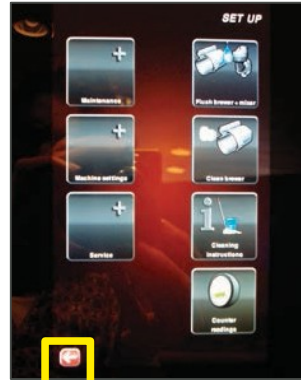 SET UP
Maintenance
Flush brewer + mixer
Machine settings
Clean brewer
Service
Cleaning
instructions
Counter
readings